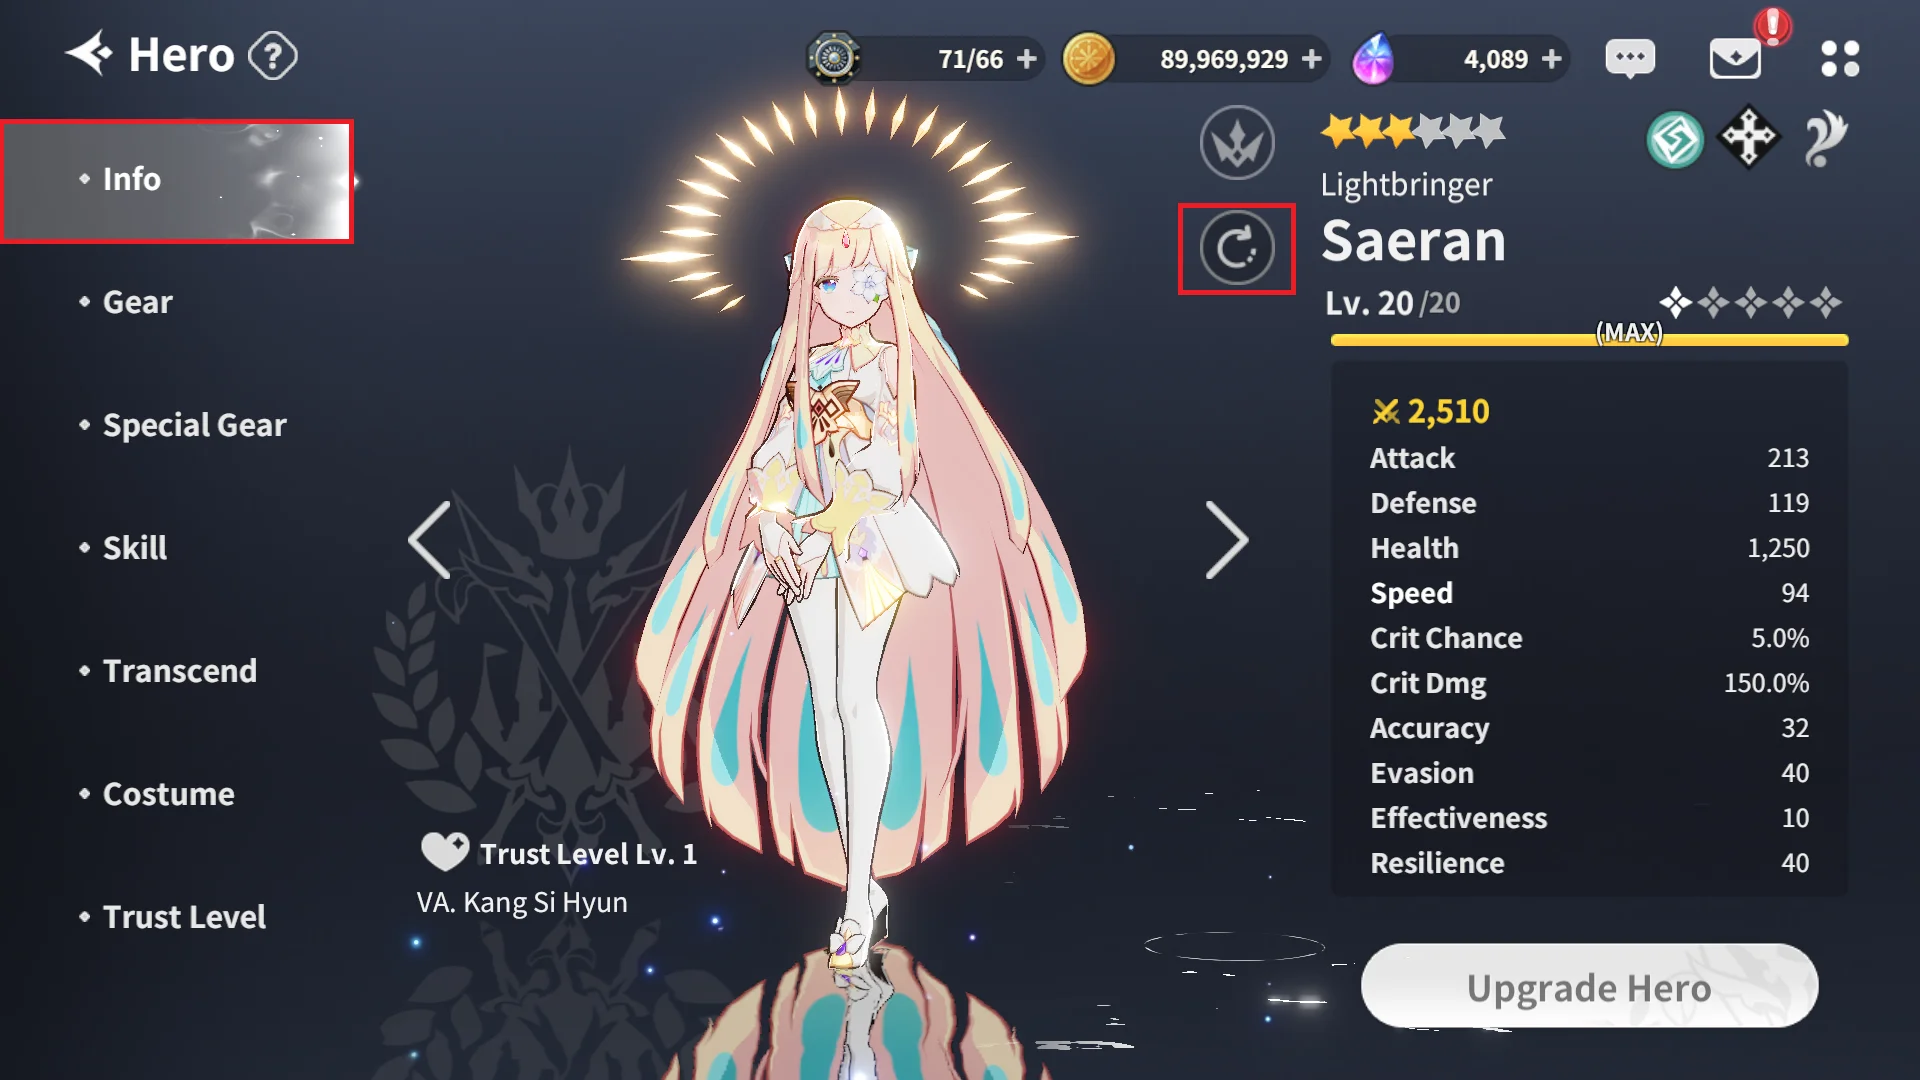 Hero ?
71/66 +
89,969,929 +
4,089 +
Info
Gear
Special Gear
Skill
Transcend
Costume
Trust Level
Trust Level Lv. 1
VA. Kang Si Hyun
Lightbringer
Saeran
Lv. 20/20
(MAX)
2,510
Attack 213
Defense 119
Health 1,250
Speed 94
Crit Chance 5.0%
Crit Dmg 150.0%
Accuracy 32
Evasion 40
Effectiveness 10
Resilience 40
Upgrade Hero